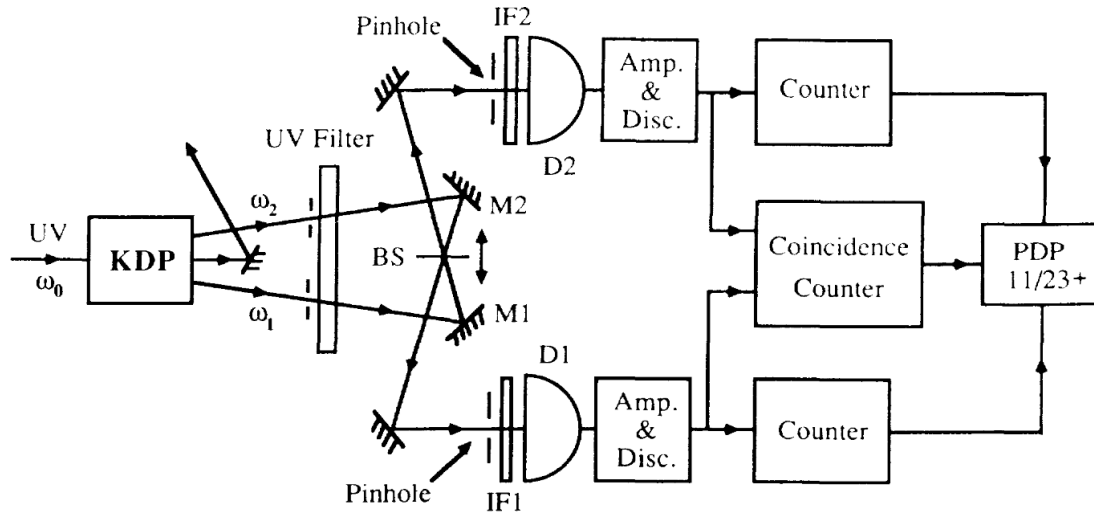 IF2
Pinhole
Amp.
&
Disc.
Counter
UV Filter
D2
ω₂
M2
UV
KDP
BS
Coincidence
Counter
PDP
11/23+
ω₀
ω₁
M1
D1
Amp.
&
Disc.
Counter
Pinhole
IF1